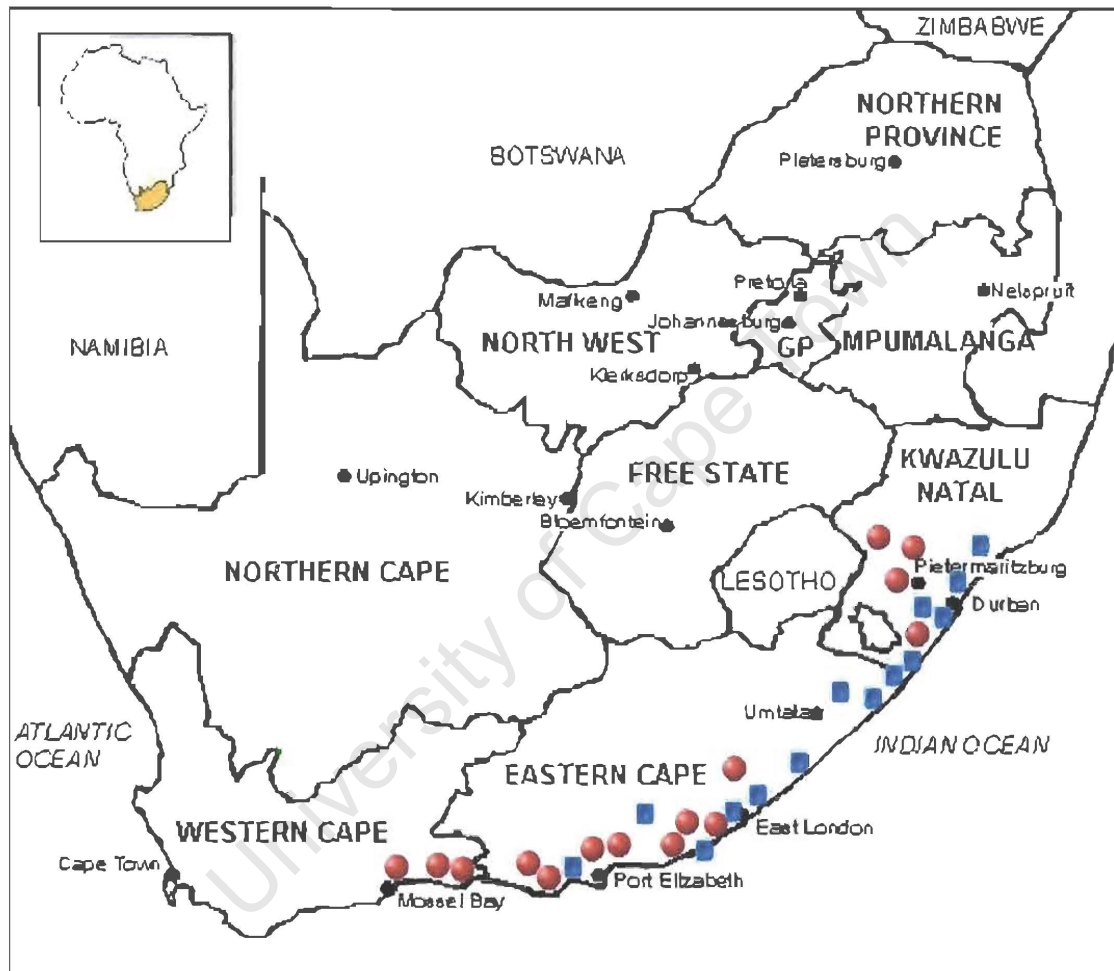 ZIMBABWE
NORTHERN
PROVINCE
Pietersburg
BOTSWANA
Pretoria
Nelspruit
Mafikeng
Johannesburg
NAMIBIA
NORTH WEST
GP
MPUMALANGA
Klerksdorp
KWAZULU
NATAL
FREE STATE
Upington
Kimberley
Bloemfontein
NORTHERN CAPE
LESOTHO
Pietermaritzburg
Durban
Umtata
ATLANTIC
OCEAN
INDIAN OCEAN
EASTERN CAPE
WESTERN CAPE
East London
Cape Town
Port Elizabeth
Mossel Bay
University of Cape Town